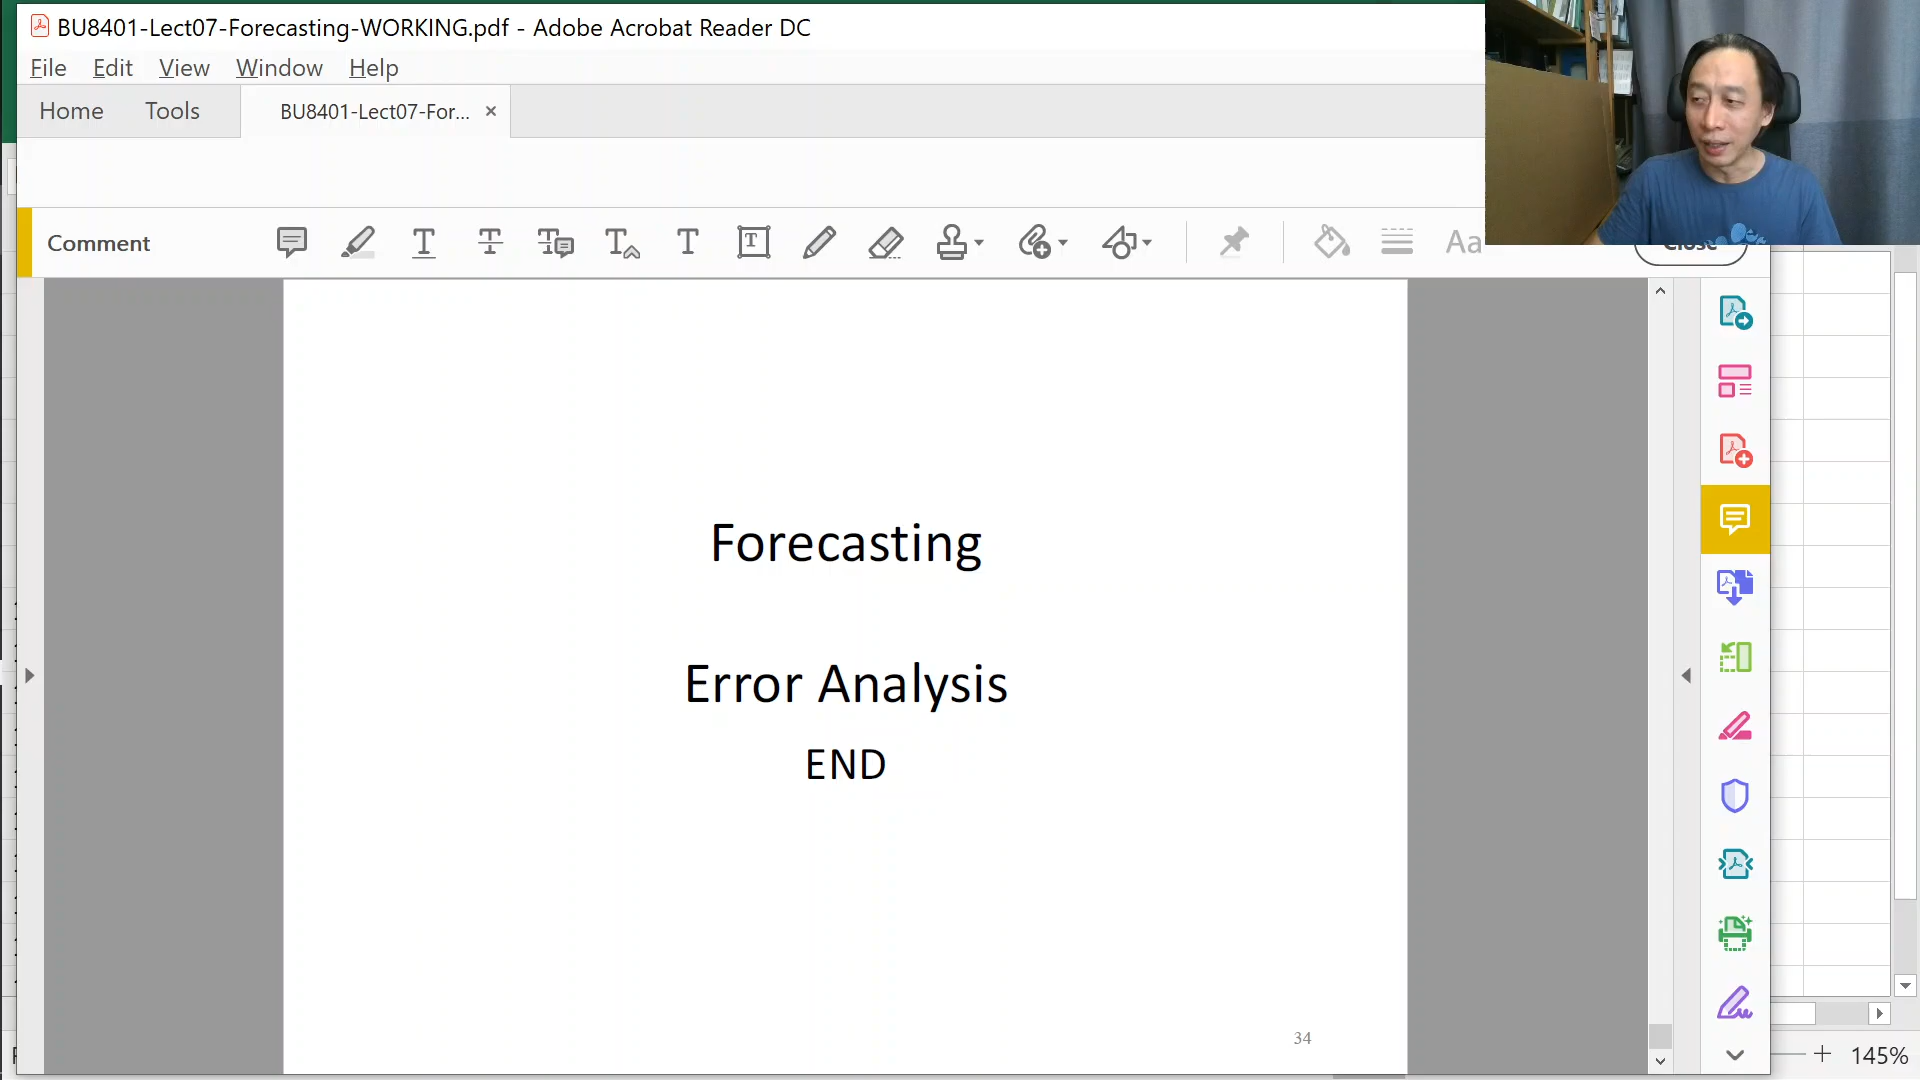 BU8401-Lect07-Forecasting-WORKING.pdf - Adobe Acrobat Reader DC
File Edit View Window Help
Home Tools BU8401-Lect07-For... ×
Comment
Aa
Close
Forecasting
Error Analysis
END
34
145%